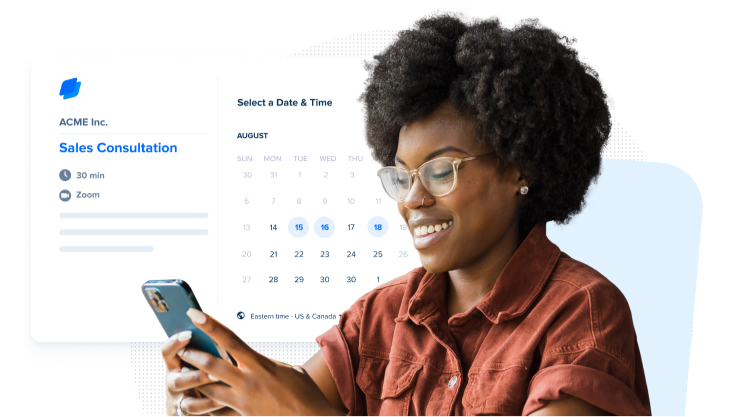 ACME Inc.
Sales Consultation
30 min
Zoom
Select a Date & Time
AUGUST
SUN MON TUE WED THU
30 31 1 2 3
6 7 8 9 10 11
13 14 15 16 17 18 15
20 21 22 23 24 25 26
27 28 29 30 30 1
Eastern time - US & Canada